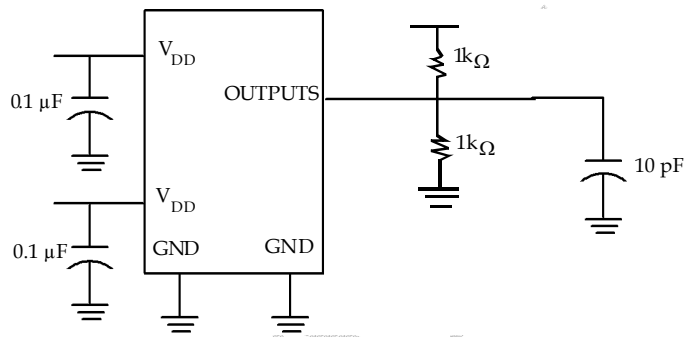 V_DD
0.1 µF
OUTPUTS
1kΩ
1kΩ
10 pF
V_DD
0.1 µF
GND
GND